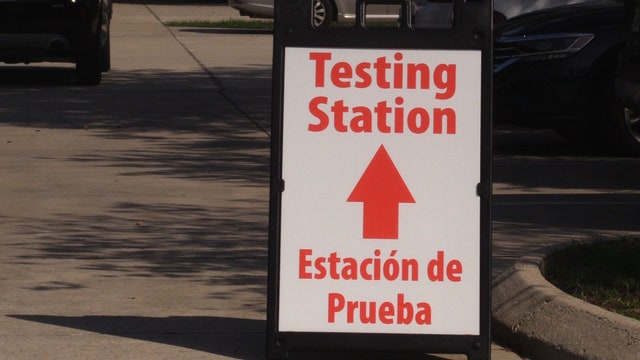 Testing
Station
Estación de
Prueba